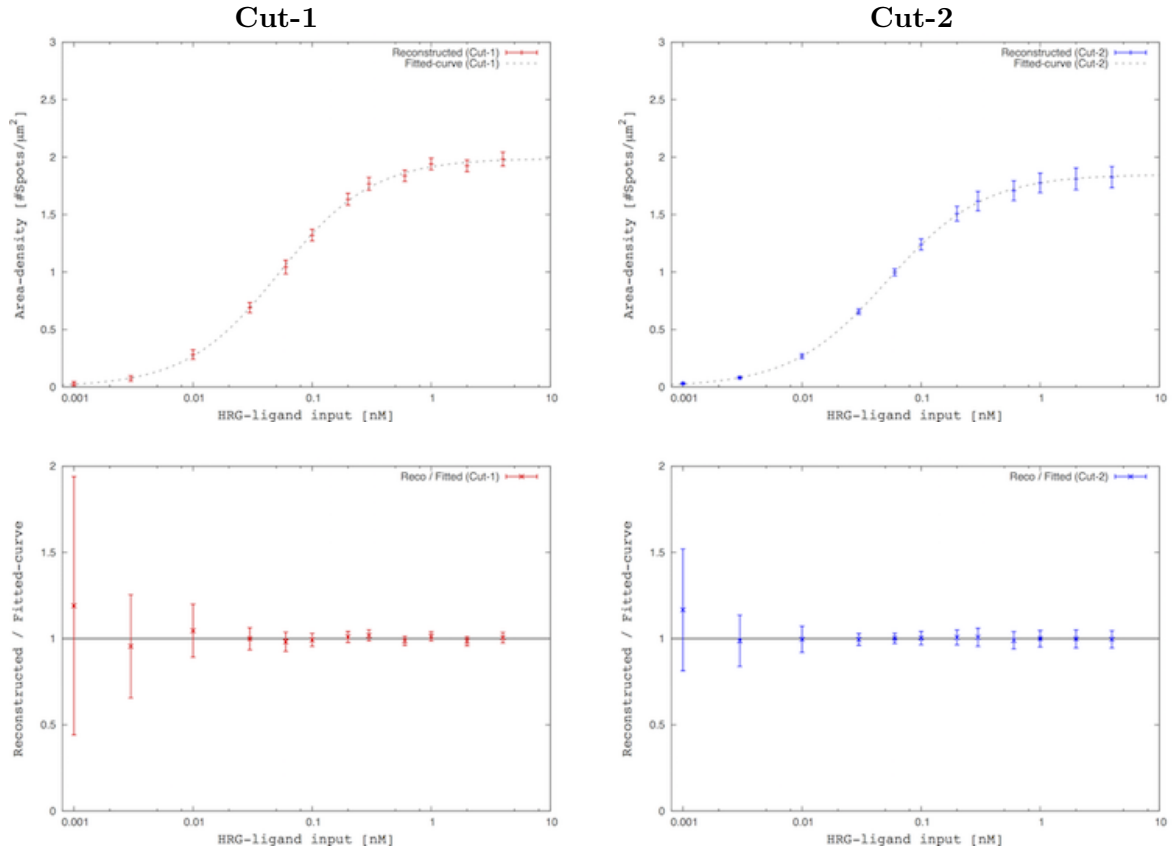 Cut-1
Reconstructed (Cut-1)
Fitted-curve (Cut-1)
Area-density [#Spots/μm²]
3
2.5
2
1.5
1
0.5
0
0.001
0.01
0.1
1
10
HRG-ligand input [nM]
Cut-2
Reconstructed (Cut-2)
Fitted-curve (Cut-2)
Area-density [#Spots/μm²]
3
2.5
2
1.5
1
0.5
0
0.001
0.01
0.1
1
10
HRG-ligand input [nM]
Reco / Fitted (Cut-1)
Reconstructed / Fitted-curve
2
1.5
1
0.5
0
0.001
0.01
0.1
1
10
HRG-ligand input [nM]
Reco / Fitted (Cut-2)
Reconstructed / Fitted-curve
2
1.5
1
0.5
0
0.001
0.01
0.1
1
10
HRG-ligand input [nM]